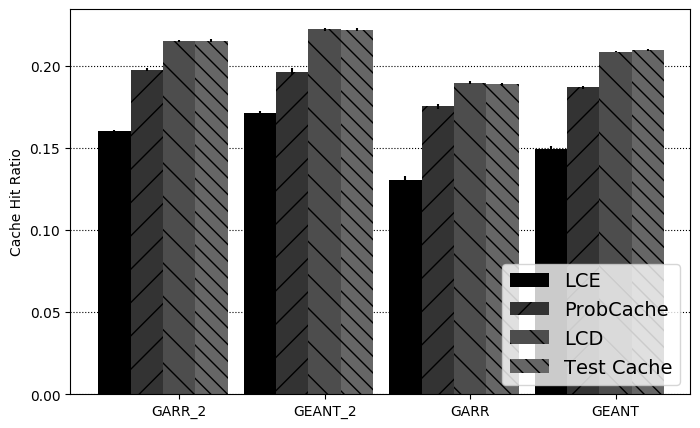 Cache Hit Ratio
0.20
0.15
0.10
0.05
0.00
GARR_2
GEANT_2
GARR
GEANT
LCE
ProbCache
LCD
Test Cache